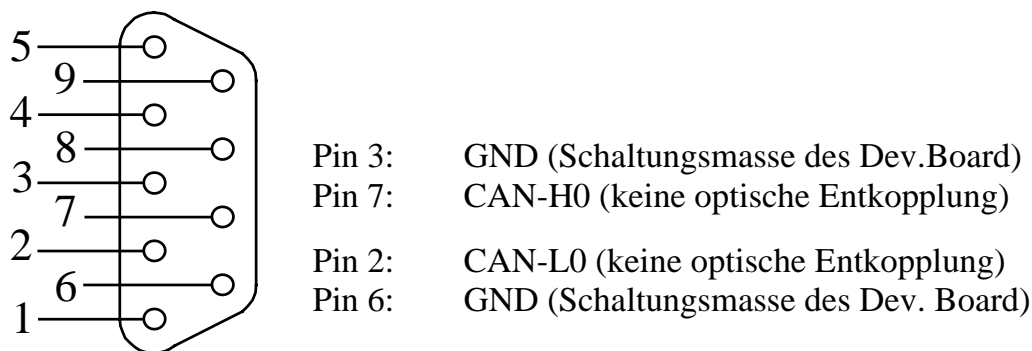 5
9
4
8
3
7
2
6
1
Pin 3: GND (Schaltungsmasse des Dev.Board)
Pin 7: CAN-H0 (keine optische Entkopplung)
Pin 2: CAN-L0 (keine optische Entkopplung)
Pin 6: GND (Schaltungsmasse des Dev. Board)